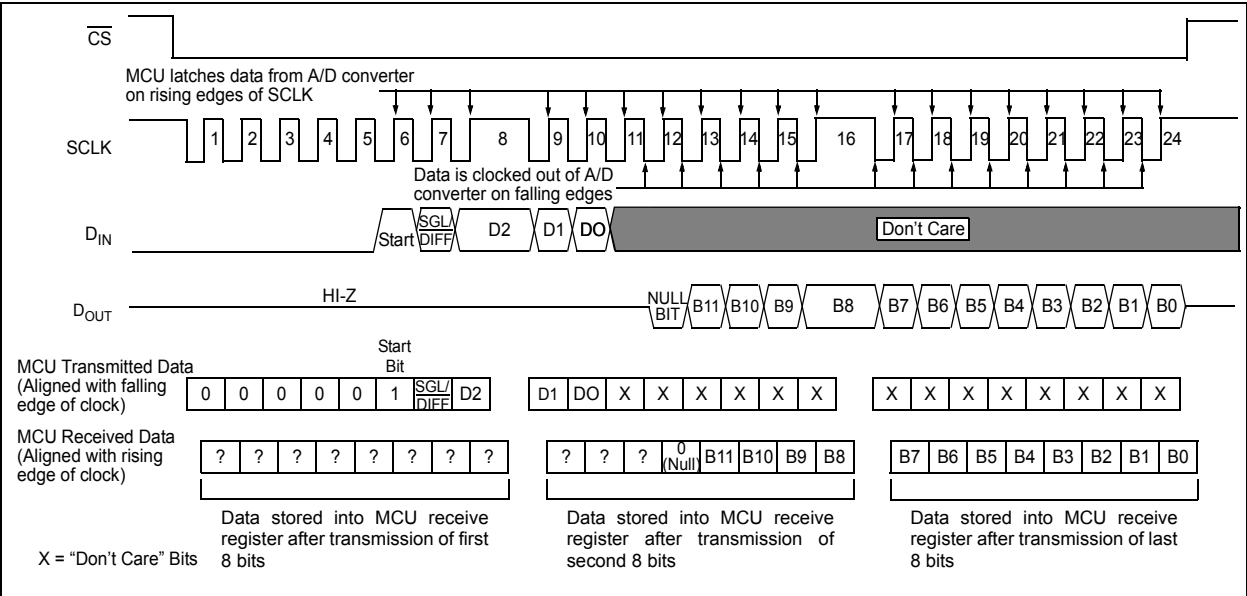 CS
MCU latches data from A/D converter
on rising edges of SCLK
SCLK
1 2 3 4 5 6 7 8 9 10 11 12 13 14 15 16 17 18 19 20 21 22 23 24
Data is clocked out of A/D
converter on falling edges
DIN
Start SGL/DIFF D2 D1 DO Don't Care
DOUT
HI-Z
NULL BIT B11 B10 B9 B8 B7 B6 B5 B4 B3 B2 B1 B0
Start
Bit
MCU Transmitted Data
(Aligned with falling
edge of clock)
0 0 0 0 0 1 SGL/DIFF D2 D1 DO X X X X X X X X X X X X X X
MCU Received Data
(Aligned with rising
edge of clock)
? ? ? ? ? ? ? ? ? ? ? 0 (Null) B11 B10 B9 B8 B7 B6 B5 B4 B3 B2 B1 B0
Data stored into MCU receive
register after transmission of first
8 bits
Data stored into MCU receive
register after transmission of
second 8 bits
Data stored into MCU receive
register after transmission of last
8 bits
X = “Don't Care” Bits